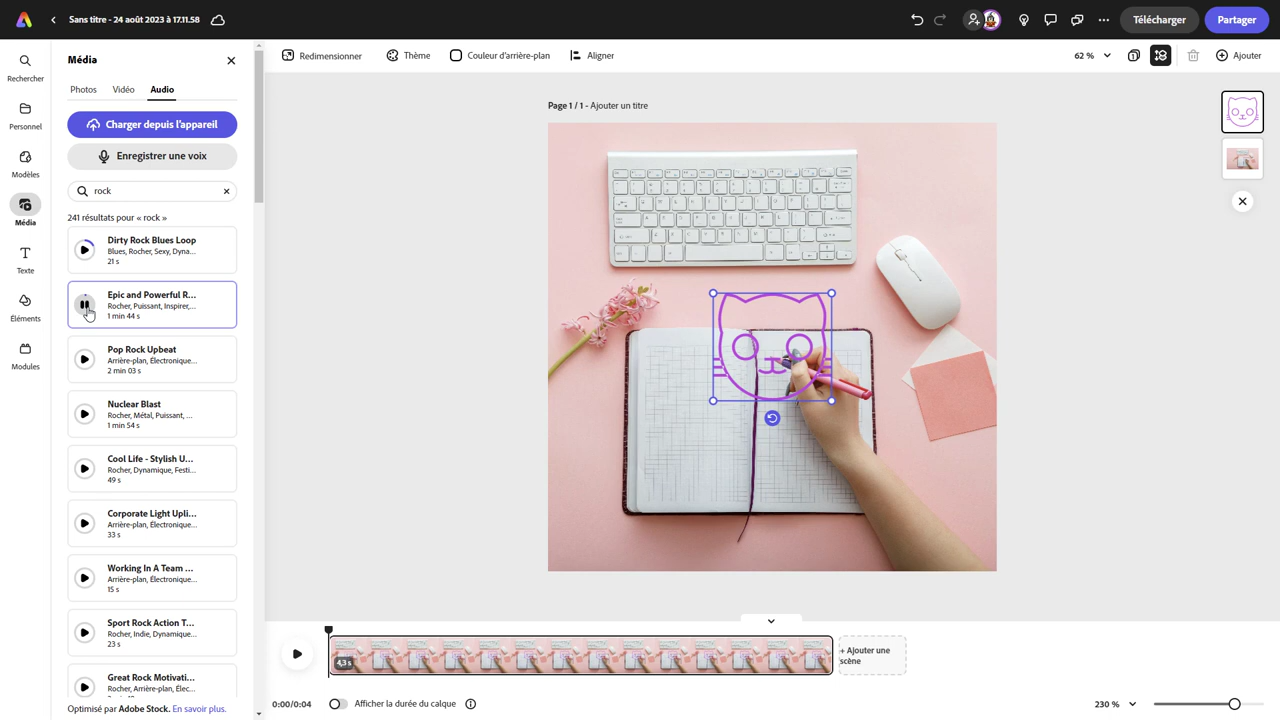 Sans titre - 24 août 2023 à 17.11.58
Télécharger
Partager
Rechercher
Personnel
Modèles
Média
Texte
Éléments
Modules
Média
Photos
Vidéo
Audio
Charger depuis l'appareil
Enregistrer une voix
rock
241 résultats pour « rock »
Dirty Rock Blues Loop
Blues, Rocher, Sexy, Dyna...
21 s
Epic and Powerful R...
Rocher, Puissant, Inspirer,...
1 min 44 s
Pop Rock Upbeat
Arrière-plan, Électronique...
2 min 03 s
Nuclear Blast
Rocher, Métal, Puissant, ...
1 min 54 s
Cool Life - Stylish U...
Rocher, Dynamique, Festi...
49 s
Corporate Light Upli...
Arrière-plan, Électronique...
33 s
Working In A Team ...
Arrière-plan, Électronique...
15 s
Sport Rock Action T...
Rocher, Indie, Dynamique...
23 s
Great Rock Motivati...
Rocher, Arrière-plan, Élec...
Optimisé par Adobe Stock. En savoir plus.
Redimensionner
Thème
Couleur d'arrière-plan
Aligner
62 %
Ajouter
Page 1 / 1 - Ajouter un titre
4,3 s
+ Ajouter une
scène
0:00/0:04
Afficher la durée du calque
230 %